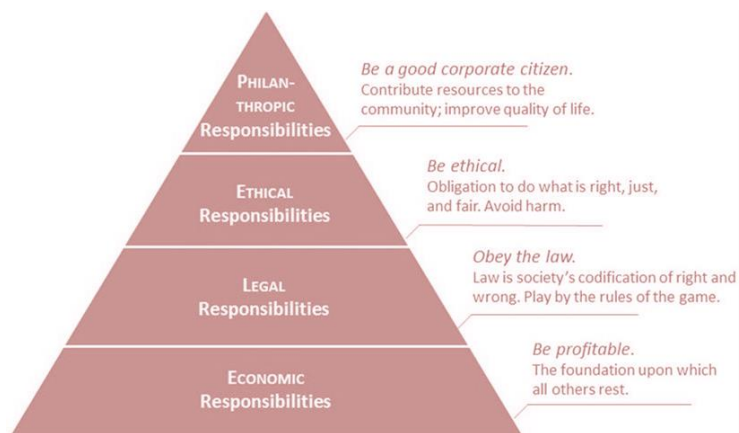 PHILAN-
THROPIC
Responsibilities
Be a good corporate citizen.
Contribute resources to the
community; improve quality of life.
ETHICAL
Responsibilities
Be ethical.
Obligation to do what is right, just,
and fair. Avoid harm.
LEGAL
Responsibilities
Obey the law.
Law is society's codification of right and
wrong. Play by the rules of the game.
ECONOMIC
Responsibilities
Be profitable.
The foundation upon which
all others rest.